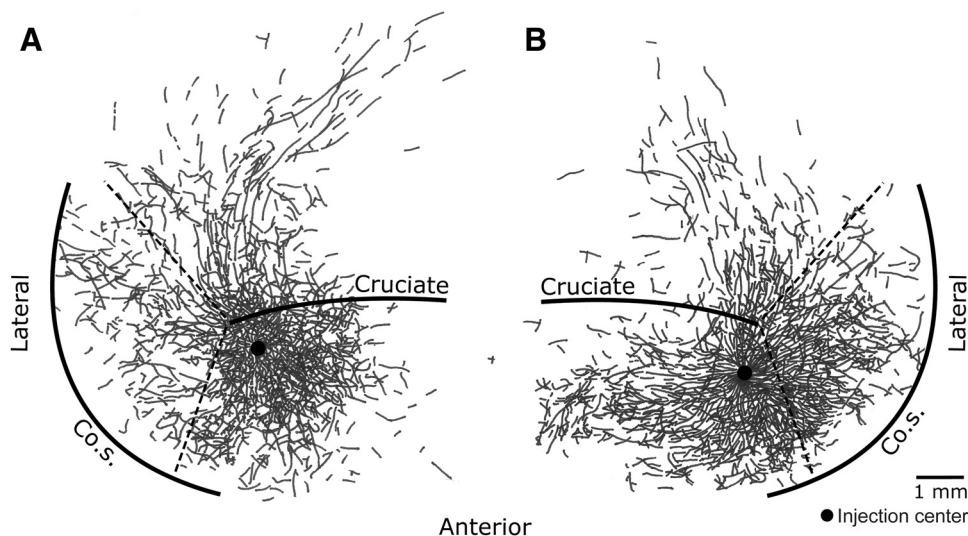 A
B
Cruciate
Cruciate
Lateral
Lateral
Co.s.
Co.s.
1 mm
Injection center
Anterior